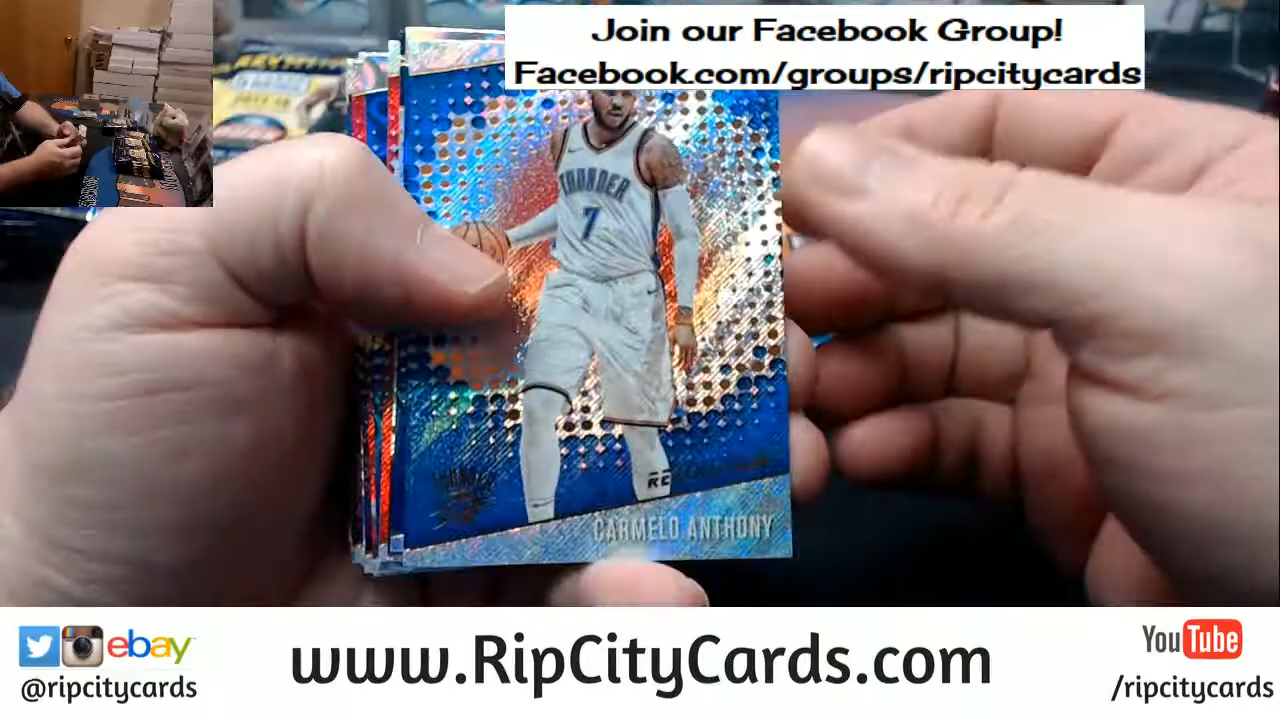 Join our Facebook Group!
Facebook.com/groups/ripcitycards
THUNDER
7
CARMELO ANTHONY
ebay
@ripcitycards
www.RipCityCards.com
YouTube
/ripcitycards